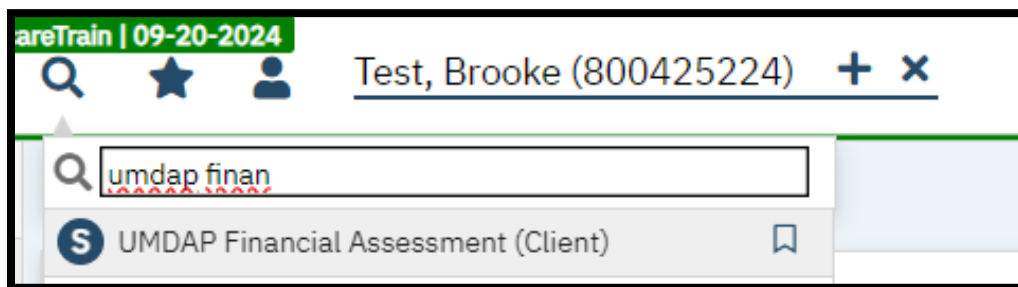 areTrain | 09-20-2024
Test, Brooke (800425224)
umdap finan
S UMDAP Financial Assessment (Client)